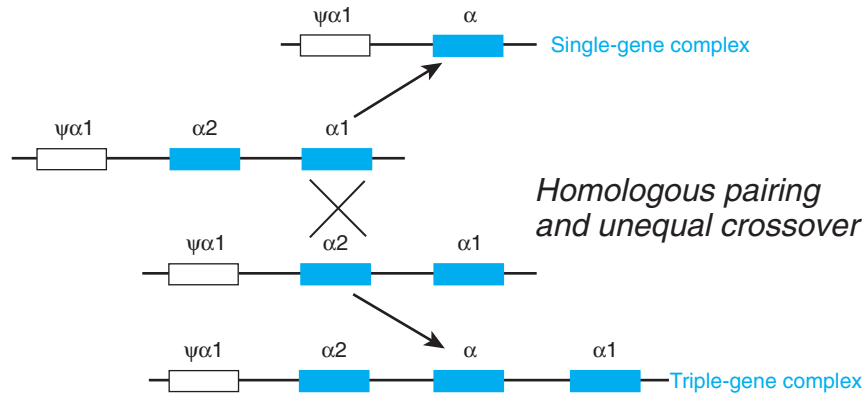 ψα1 α
Single-gene complex
ψα1 α2 α1
Homologous pairing
and unequal crossover
α2
ψα1 α1
ψα1 α2 α α1
Triple-gene complex